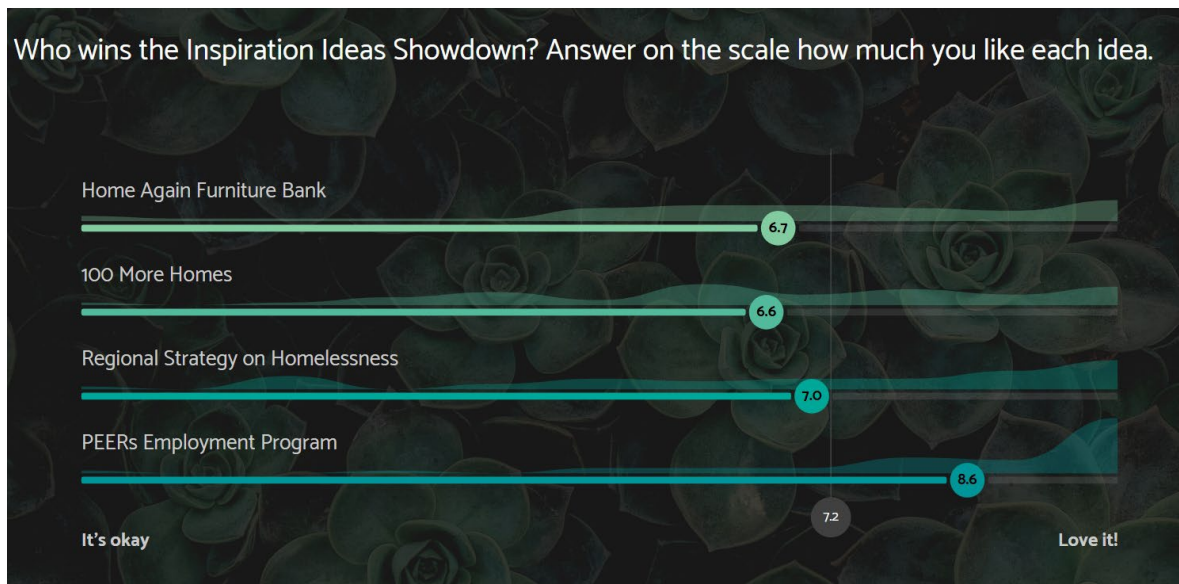 Who wins the Inspiration Ideas Showdown? Answer on the scale how much you like each idea.
Home Again Furniture Bank
6.7
100 More Homes
6.6
Regional Strategy on Homelessness
7.0
PEERs Employment Program
8.6
7.2
It's okay
Love it!